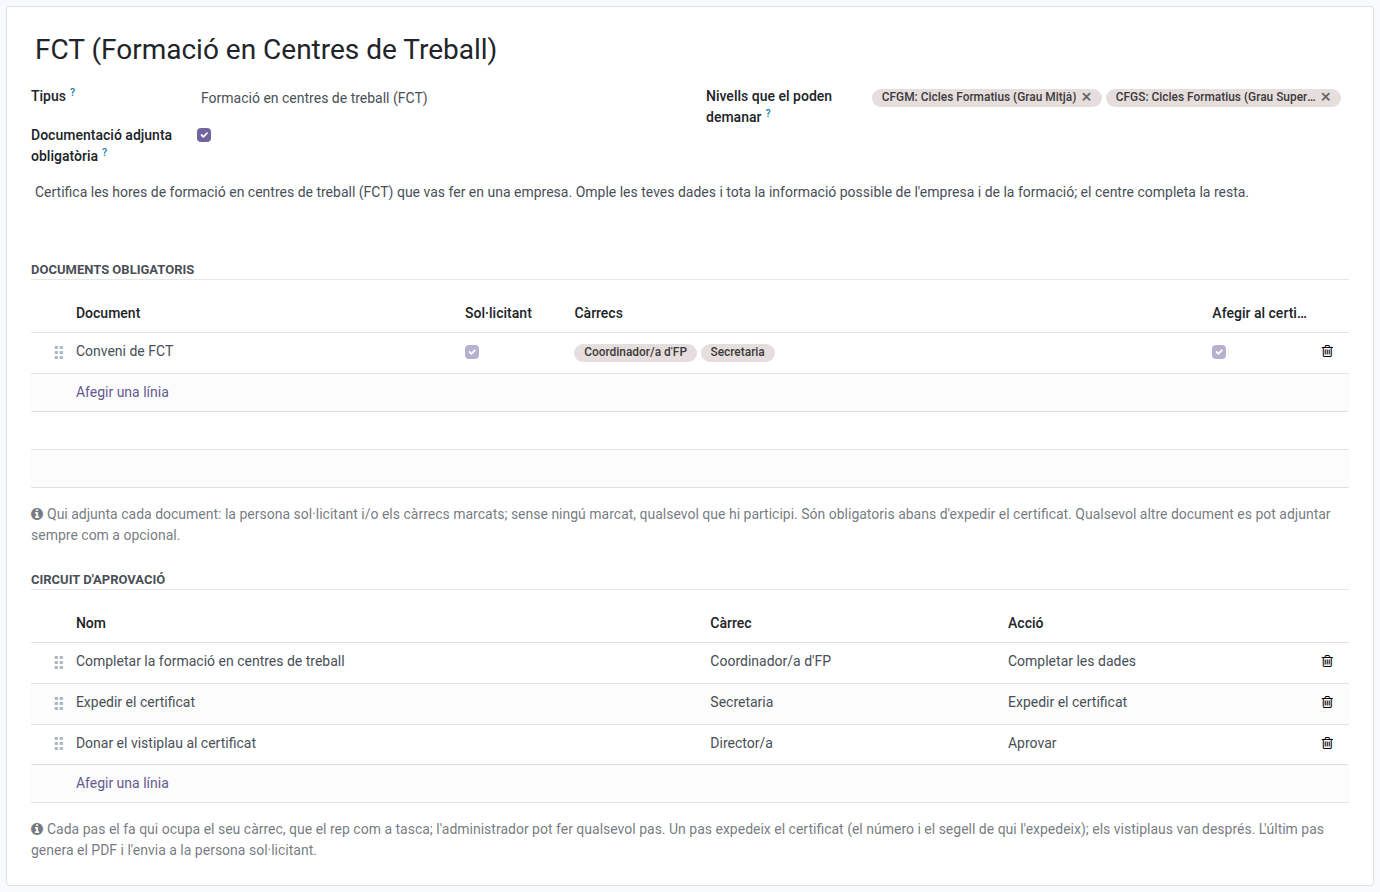 FCT (Formació en Centres de Treball)
Tipus ?
Formació en centres de treball (FCT)
Nivells que el poden
demanar ?
CFGM: Cicles Formatius (Grau Mitjà) ✕
CFGS: Cicles Formatius (Grau Super... ✕
Documentació adjunta
obligatòria ?
Certifica les hores de formació en centres de treball (FCT) que vas fer en una empresa. Omple les teves dades i tota la informació possible de l'empresa i de la formació; el centre completa la resta.
DOCUMENTS OBLIGATORIS
Document Sol·licitant Càrrecs Afegir al certi...
Conveni de FCT Coordinador/a d'FP Secretaria
Afegir una línia
Qui adjunta cada document: la persona sol·licitant i/o els càrrecs marcats; sense ningú marcat, qualsevol que hi participi. Són obligatoris abans d'expedir el certificat. Qualsevol altre document es pot adjuntar
sempre com a opcional.
CIRCUIT D'APROVACIÓ
Nom Càrrec Acció
Completar la formació en centres de treball Coordinador/a d'FP Completar les dades
Expedir el certificat Secretaria Expedir el certificat
Donar el vistiplau al certificat Director/a Aprovar
Afegir una línia
Cada pas el fa qui ocupa el seu càrrec, que el rep com a tasca; l'administrador pot fer qualsevol pas. Un pas expedeix el certificat (el número i el segell de qui l'expedeix); els vistiplaus van després. L'últim pas
genera el PDF i l'envia a la persona sol·licitant.